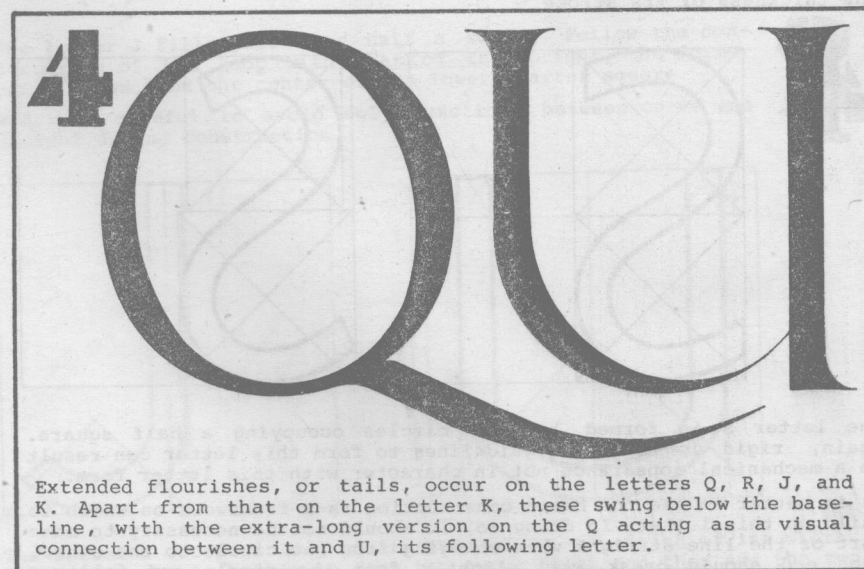 4
QUI
Extended flourishes, or tails, occur on the letters Q, R, J, and
K. Apart from that on the letter K, these swing below the base
line, with the extra-long version on the Q acting as a visual
connection between it and U, its following letter.